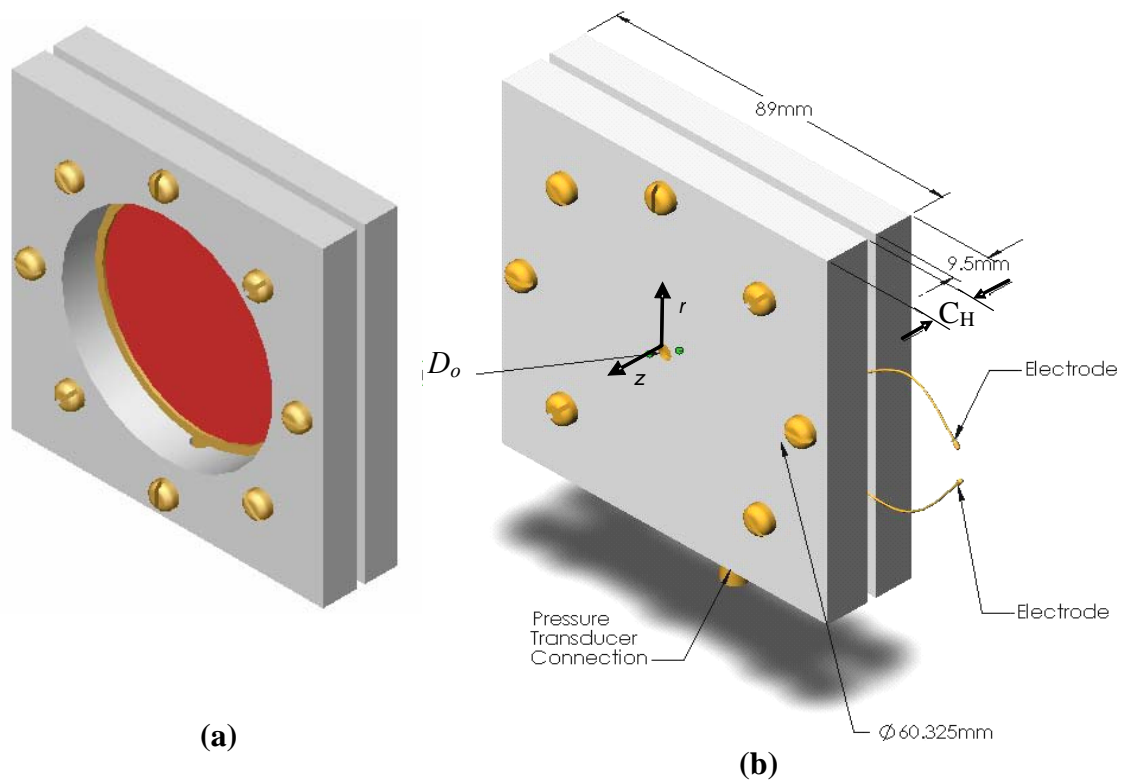 89mm
9.5mm
C_H
r
D_o
z
Electrode
Electrode
Pressure
Transducer
Connection
Ø60.325mm
(a)
(b)